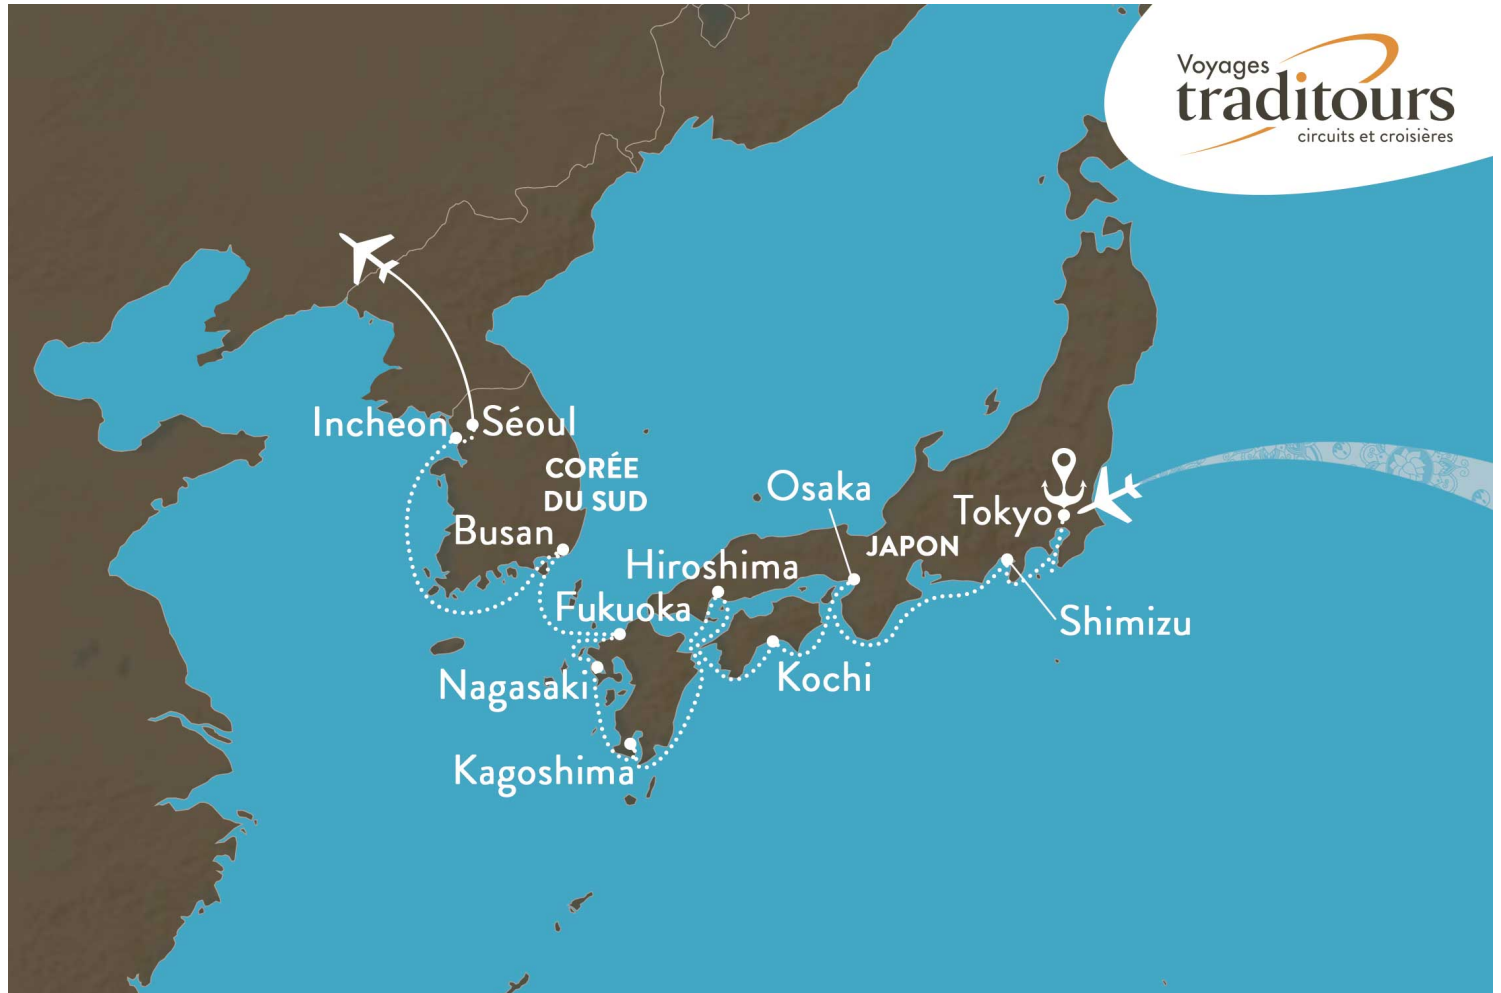 Voyages
traditours
circuits et croisières
Incheon
Séoul
CORÉE
DU SUD
Busan
Osaka
Tokyo
JAPON
Hiroshima
Fukuoka
Shimizu
Nagasaki
Kochi
Kagoshima